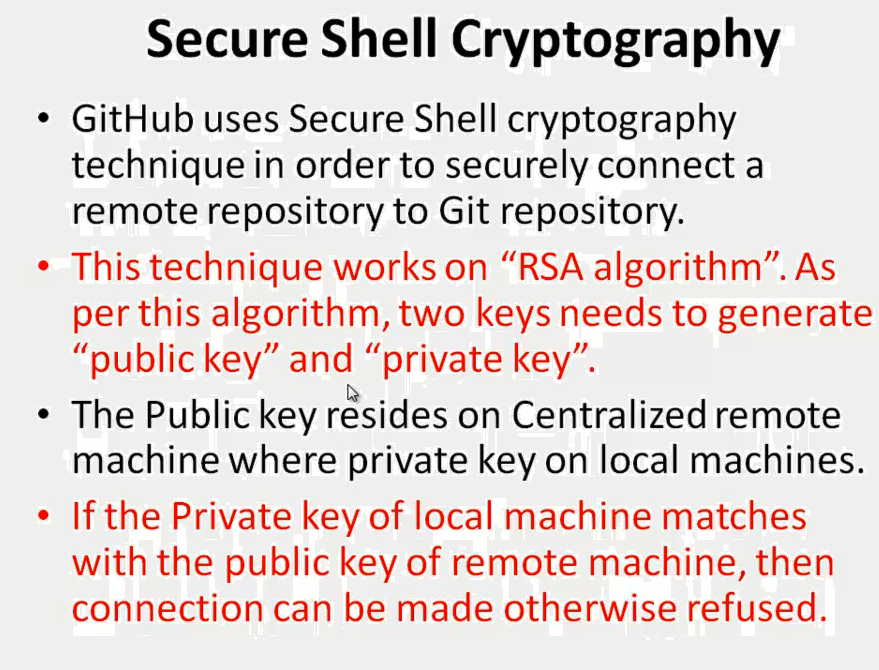 Secure Shell Cryptography
• GitHub uses Secure Shell cryptography
technique in order to securely connect a
remote repository to Git repository.
• This technique works on “RSA algorithm”. As
per this algorithm, two keys needs to generate
“public key” and “private key”.
• The Public key resides on Centralized remote
machine where private key on local machines.
• If the Private key of local machine matches
with the public key of remote machine, then
connection can be made otherwise refused.